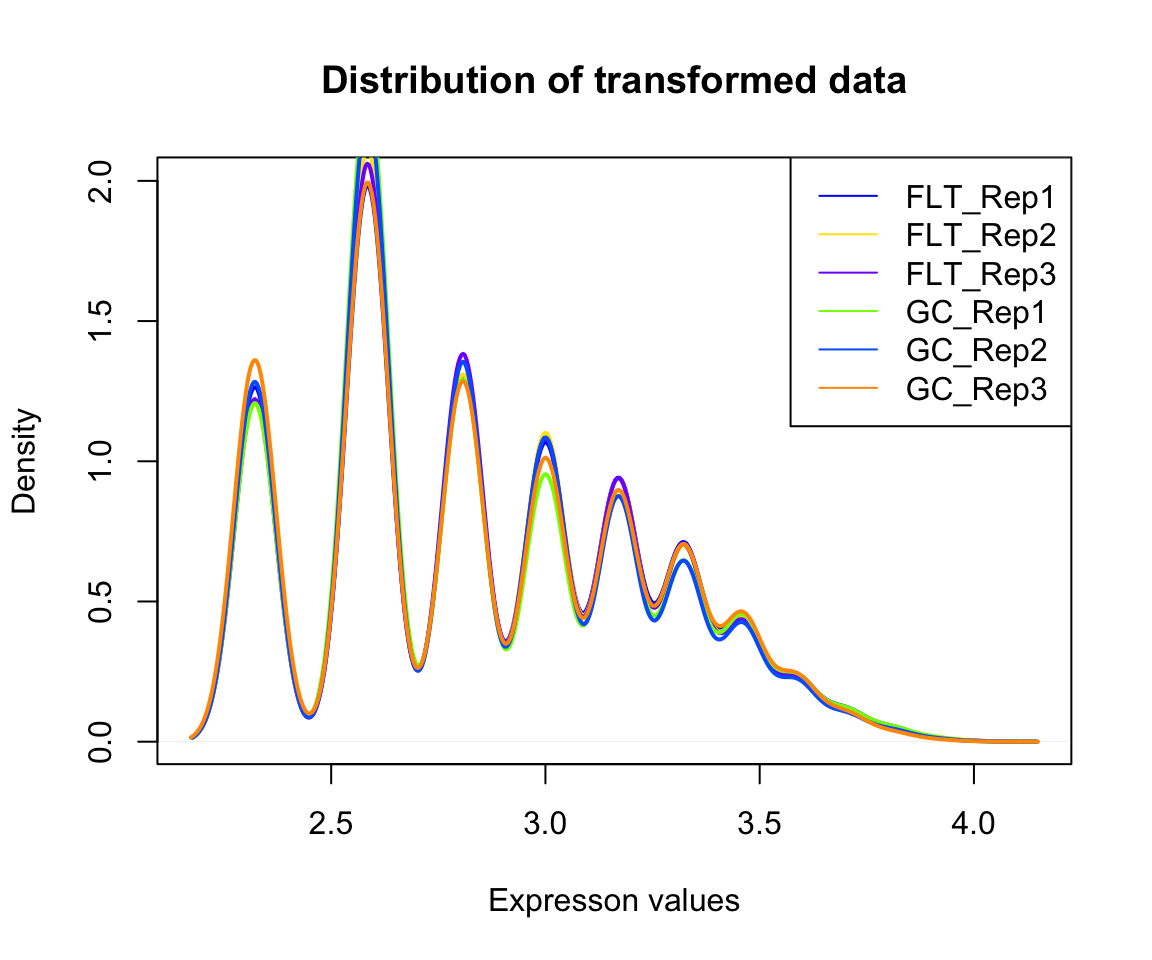 Distribution of transformed data
Density
2.0
1.5
1.0
0.5
0.0
FLT_Rep1
FLT_Rep2
FLT_Rep3
GC_Rep1
GC_Rep2
GC_Rep3
2.5 3.0 3.5 4.0
Expresson values